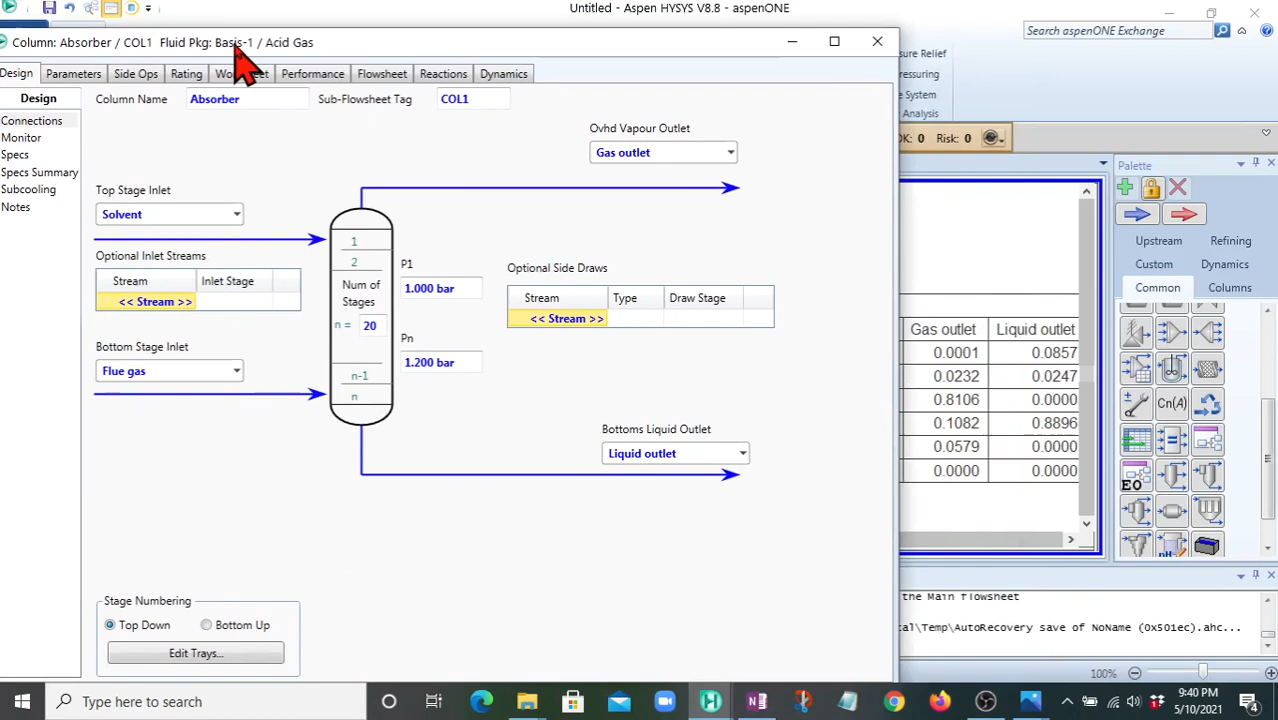 Untitled - Aspen HYSYS V8.8 - aspenONE
Search aspenONE Exchange
Column: Absorber / COL1 Fluid Pkg: Basis-1 / Acid Gas
Design
Parameters
Side Ops
Rating
Performance
Flowsheet
Reactions
Dynamics
Design
Connections
Monitor
Specs
Specs Summary
Subcooling
Notes
Column Name
Absorber
Sub-Flowsheet Tag
COL1
Ovhd Vapour Outlet
Gas outlet
Top Stage Inlet
Solvent
Optional Inlet Streams
Stream
Inlet Stage
<< Stream >>
Bottom Stage Inlet
Flue gas
1
2
Num of
Stages
n = 20
n-1
n
P1
1.000 bar
Pn
1.200 bar
Optional Side Draws
Stream
Type
Draw Stage
<< Stream >>
Bottoms Liquid Outlet
Liquid outlet
Stage Numbering
Top Down
Bottom Up
Edit Trays...
sure Relief
ressuring
e System
Analysis
OK: 0 Risk: 0
Gas outlet Liquid outlet
0.0001 0.0857
0.0232 0.0247
0.8106 0.0000
0.1082 0.8896
0.0579 0.0000
0.0000 0.0000
Palette
Upstream
Refining
Custom
Dynamics
Common
Columns
Cn(A)
EO
pH
the Main flowsheet
tal\Temp\AutoRecovery save of NoName (0x501ec).ahc...
100%
Type here to search
9:40 PM
5/10/2021
4